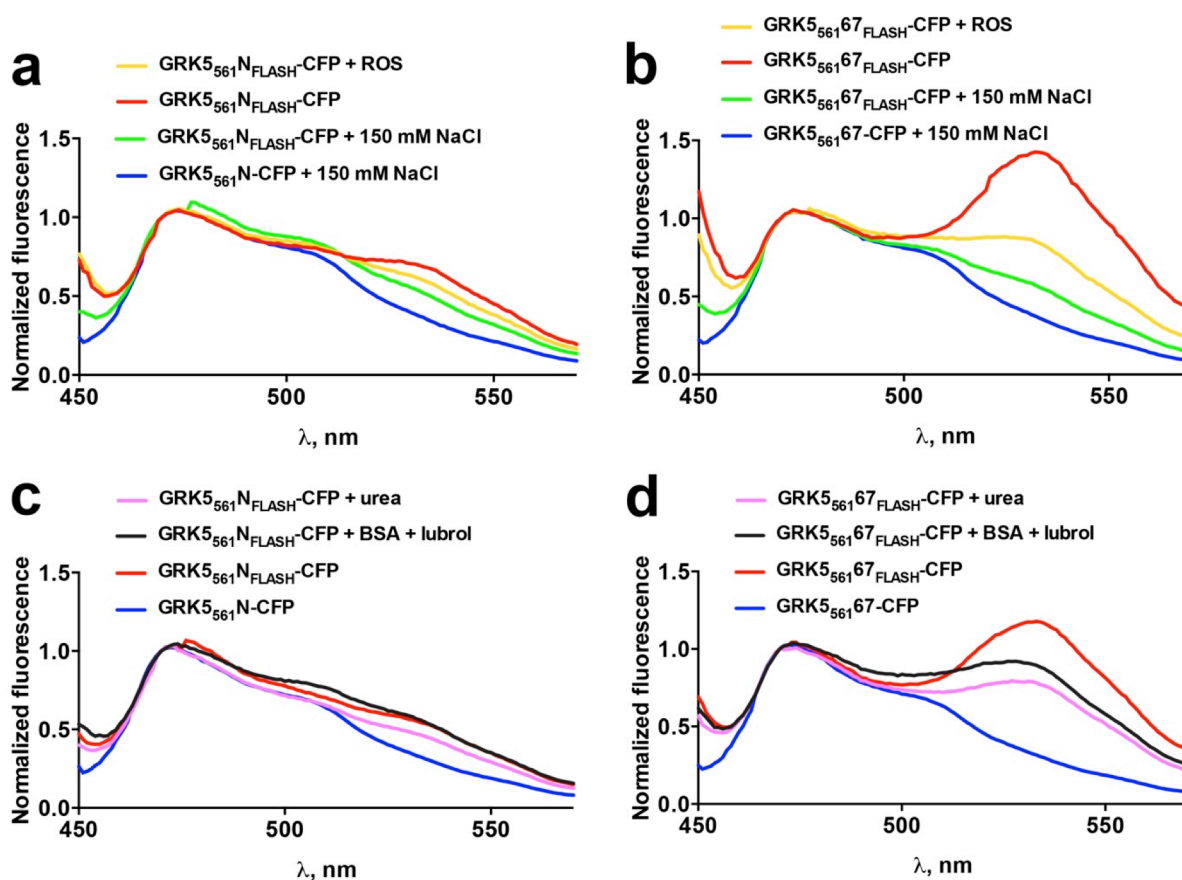 a
GRK5561NFLASH-CFP + ROS
GRK5561NFLASH-CFP
GRK5561NFLASH-CFP + 150 mM NaCl
GRK5561N-CFP + 150 mM NaCl
Normalized fluorescence
1.5
1.0
0.5
0.0
450
500
550
λ, nm
b
GRK556167FLASH-CFP + ROS
GRK556167FLASH-CFP
GRK556167FLASH-CFP + 150 mM NaCl
GRK556167-CFP + 150 mM NaCl
Normalized fluorescence
1.5
1.0
0.5
0.0
450
500
550
λ, nm
c
GRK5561NFLASH-CFP + urea
GRK5561NFLASH-CFP + BSA + lubrol
GRK5561NFLASH-CFP
GRK5561N-CFP
Normalized fluorescence
1.5
1.0
0.5
0.0
450
500
550
λ, nm
d
GRK556167FLASH-CFP + urea
GRK556167FLASH-CFP + BSA + lubrol
GRK556167FLASH-CFP
GRK556167-CFP
Normalized fluorescence
1.5
1.0
0.5
0.0
450
500
550
λ, nm